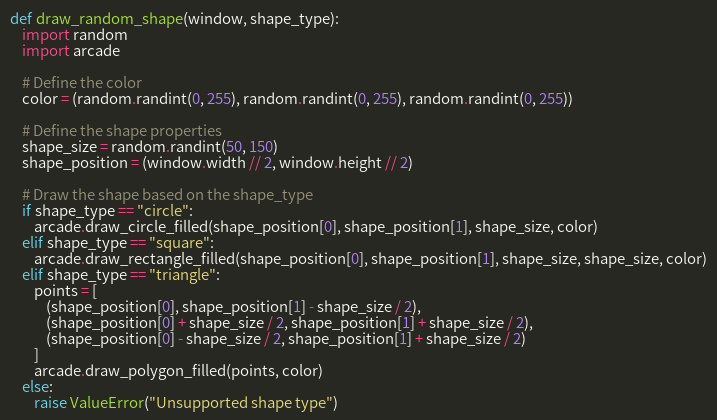 def draw_random_shape(window, shape_type):
    import random
    import arcade

    # Define the color
    color = (random.randint(0, 255), random.randint(0, 255), random.randint(0, 255))

    # Define the shape properties
    shape_size = random.randint(50, 150)
    shape_position = (window.width // 2, window.height // 2)

    # Draw the shape based on the shape_type
    if shape_type == "circle":
        arcade.draw_circle_filled(shape_position[0], shape_position[1], shape_size, color)
    elif shape_type == "square":
        arcade.draw_rectangle_filled(shape_position[0], shape_position[1], shape_size, shape_size, color)
    elif shape_type == "triangle":
        points = [
            (shape_position[0], shape_position[1] - shape_size / 2),
            (shape_position[0] + shape_size / 2, shape_position[1] + shape_size / 2),
            (shape_position[0] - shape_size / 2, shape_position[1] + shape_size / 2)
        ]
        arcade.draw_polygon_filled(points, color)
    else:
        raise ValueError("Unsupported shape type")